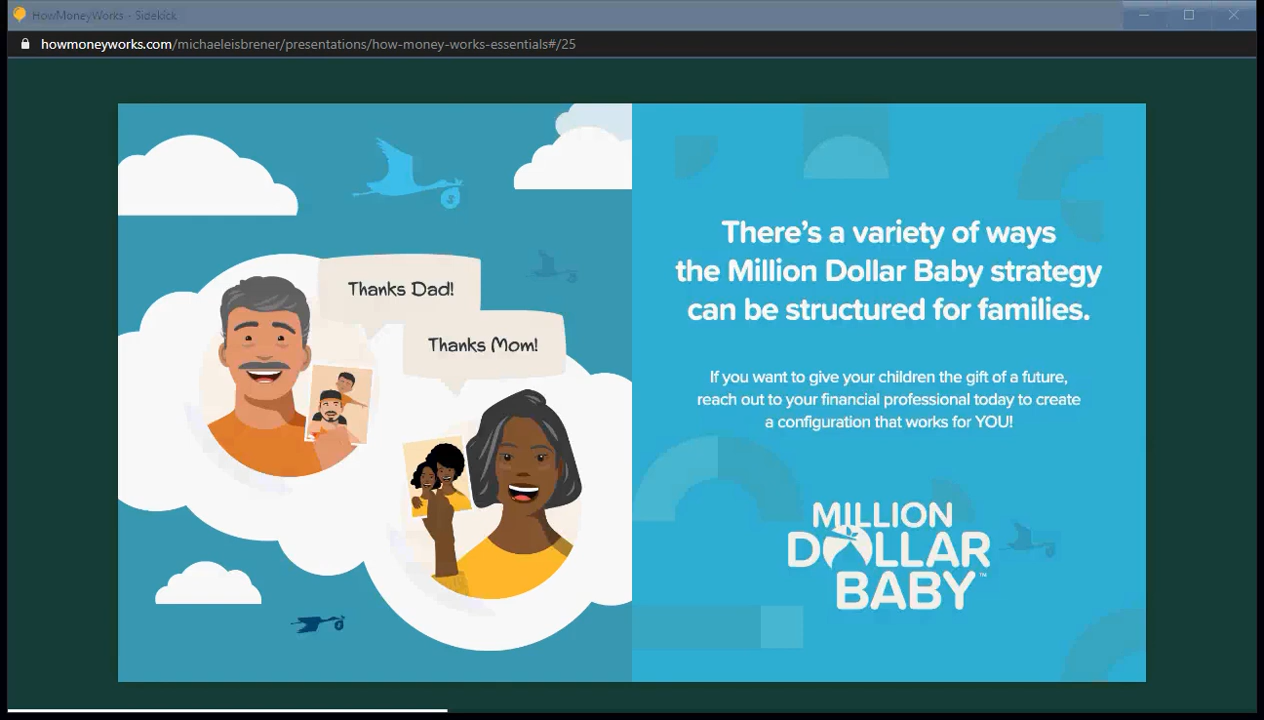 HowMoneyWorks - Sidekick
howmoneyworks.com/michaeleisbrener/presentations/how-money-works-essentials#/25
Thanks Dad!
Thanks Mom!
There's a variety of ways
the Million Dollar Baby strategy
can be structured for families.
If you want to give your children the gift of a future,
reach out to your financial professional today to create
a configuration that works for YOU!
MILLION
DOLLAR
BABY™